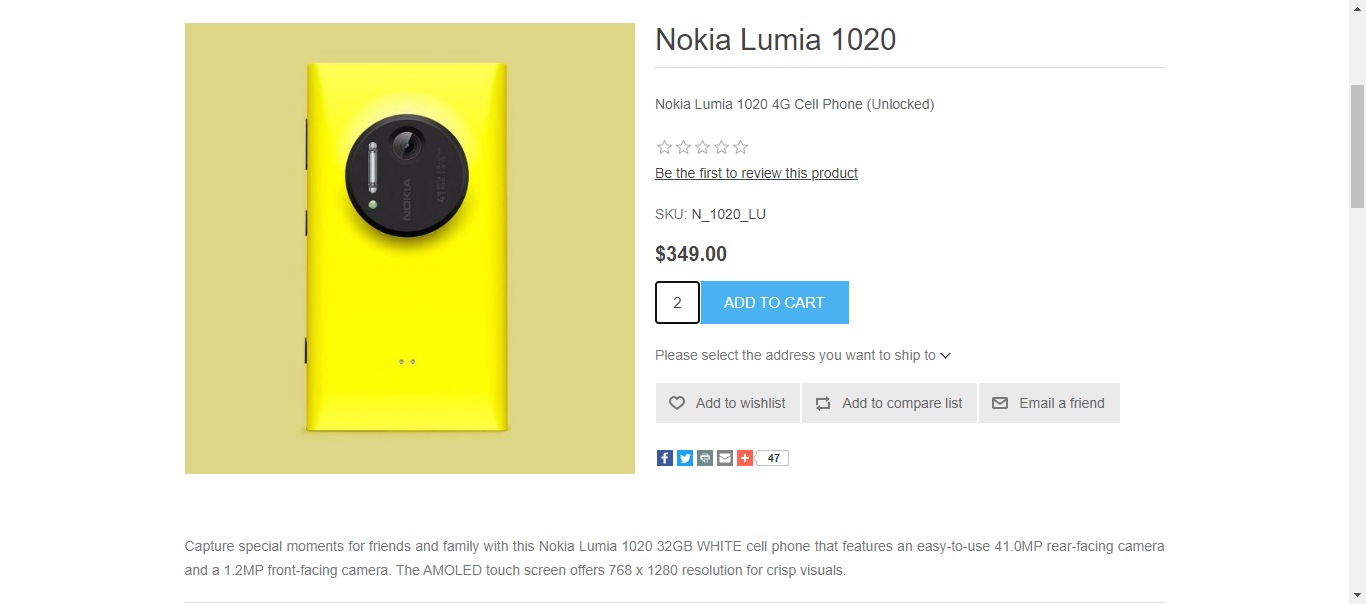 Nokia Lumia 1020
Nokia Lumia 1020 4G Cell Phone (Unlocked)
Be the first to review this product
SKU: N_1020_LU
$349.00
2 ADD TO CART
Please select the address you want to ship to
Add to wishlist Add to compare list Email a friend
47
NOKIA
Capture special moments for friends and family with this Nokia Lumia 1020 32GB WHITE cell phone that features an easy-to-use 41.0MP rear-facing camera
and a 1.2MP front-facing camera. The AMOLED touch screen offers 768 x 1280 resolution for crisp visuals.